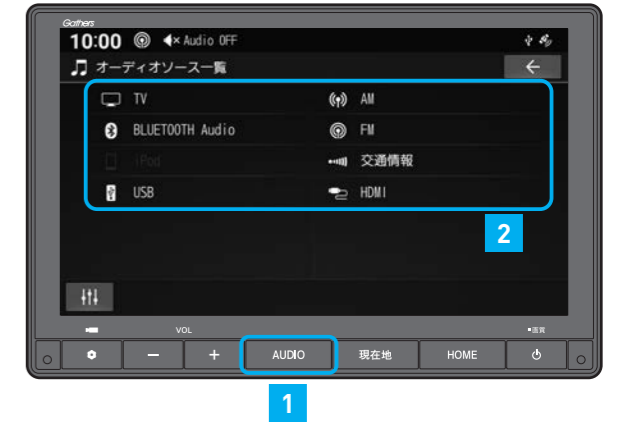 Gathers
10:00 Audio OFF
オーディオソース一覧
TV
AM
BLUETOOTH Audio
FM
iPod
交通情報
USB
HDMI
2
VOL
■画質
− + AUDIO 現在地 HOME
1